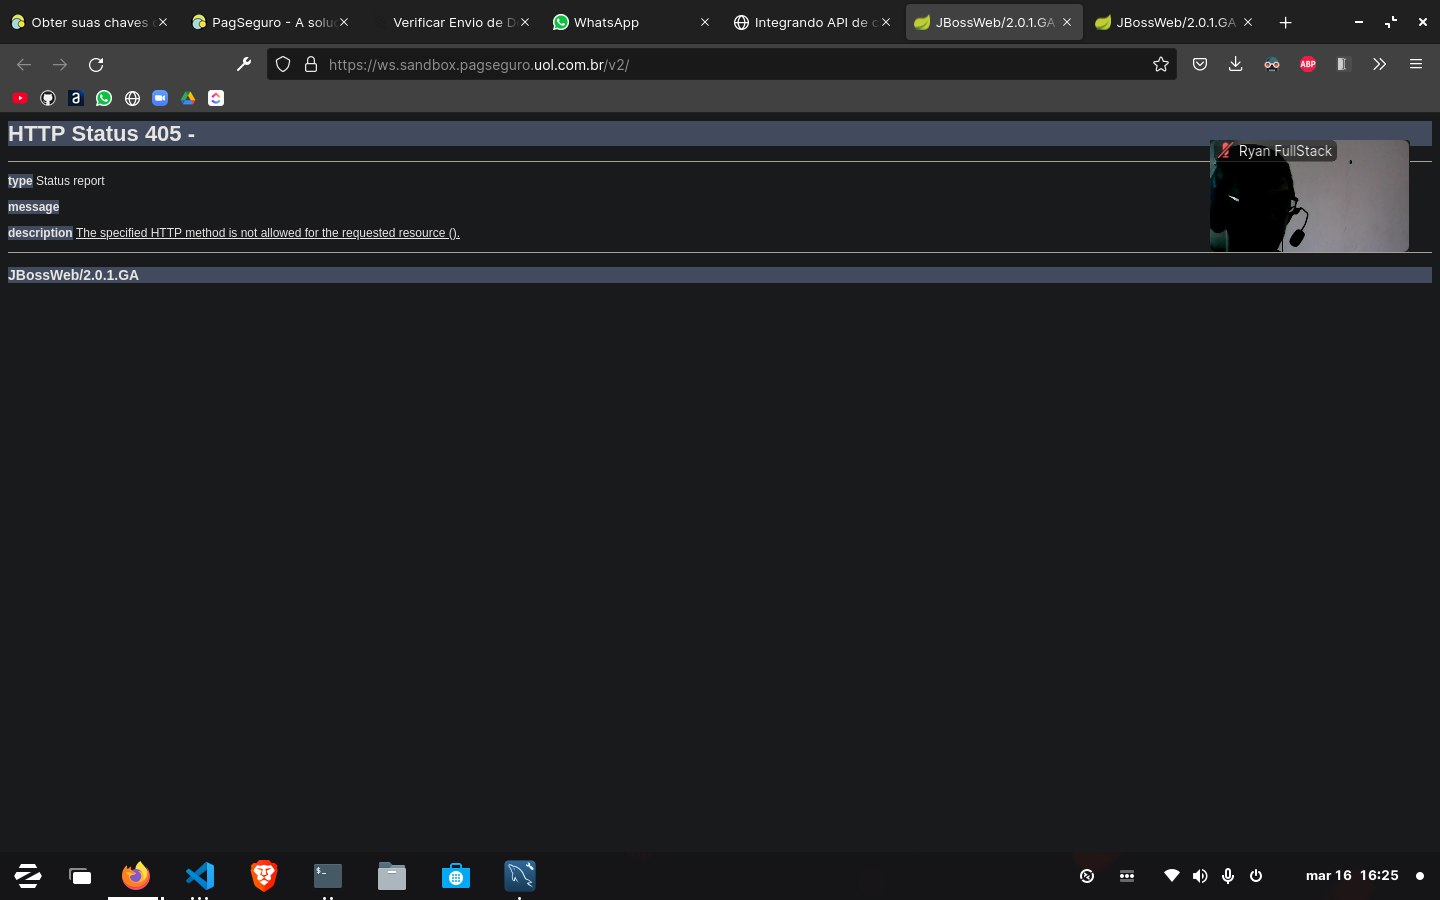 Obter suas chaves
PagSeguro - A solu
Verificar Envio de D
WhatsApp
Integrando API de c
JBossWeb/2.0.1.GA
JBossWeb/2.0.1.GA
https://ws.sandbox.pagseguro.uol.com.br/v2/
ABP
a
HTTP Status 405 -
Ryan FullStack
type Status report
message
description The specified HTTP method is not allowed for the requested resource ().
JBossWeb/2.0.1.GA
$_
mar 16 16:25